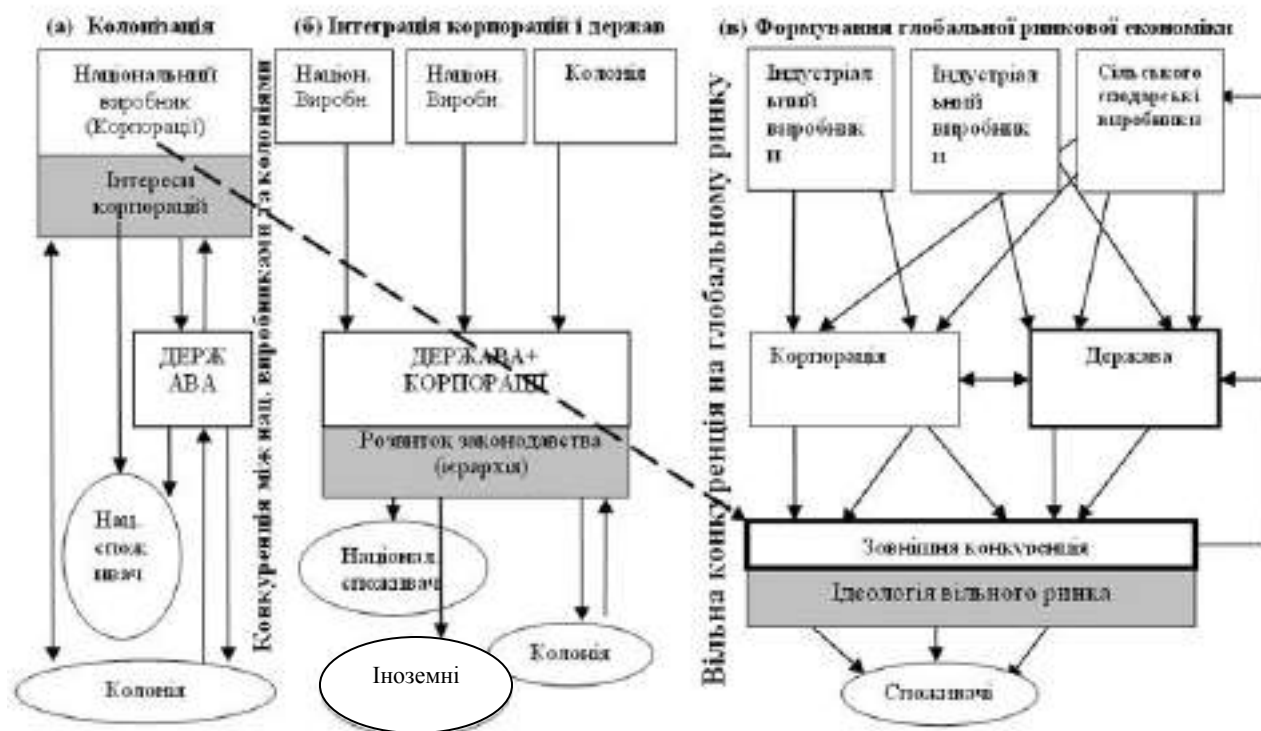 (а) Колонізація
Національний
виробник
(Корпорації)
Інтереси
корпорацій
ДЕРЖ
АВА
Нац.
спож
ивач
Колонія
Конкуренція між нац. виробниками та колоніями
(б) Інтеграція корпорацій і держав
Націон.
Виробн.
Націон.
Виробн.
Колонія
ДЕРЖАВА+
КОРПОРАЦІЇ
Розвиток законодавства
(ієрархія)
Націонал.
споживач
Іноземні
Колонія
Вільна конкуренція на глобальному ринку
(в) Формування глобальної ринкової економіки
Індустріал
ьний
виробник
и
Індустріал
ьний
виробник
и
Сільського
сподарські
виробники
Корпорація
Держава
Зовнішня конкуренція
Ідеологія вільного ринка
Споживачі